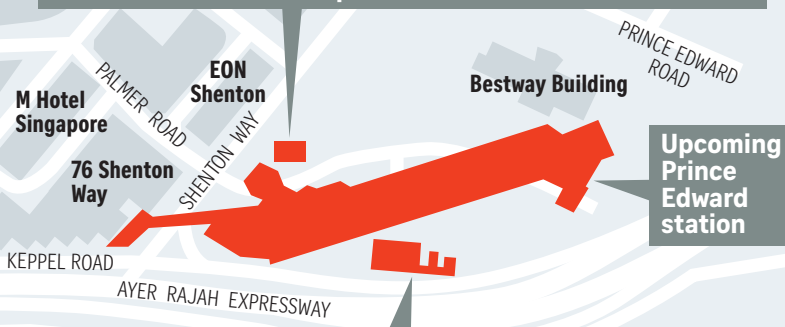 PRINCE EDWARD
ROAD
EON
Shenton
PALMER ROAD
M Hotel
Singapore
Bestway Building
SHENTON WAY
76 Shenton
Way
Upcoming
Prince
Edward
station
KEPPEL ROAD
AYER RAJAH EXPRESSWAY